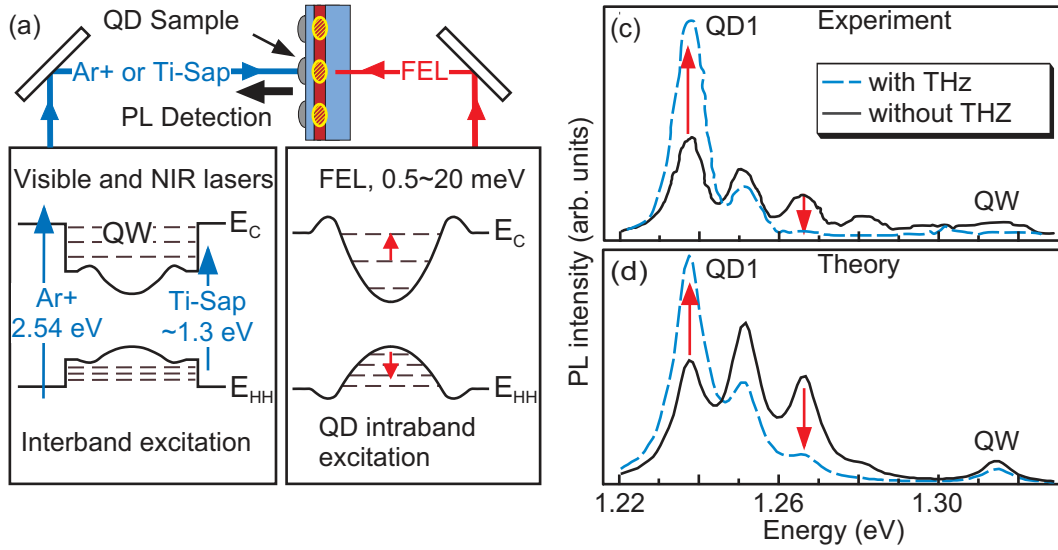 (a)
QD Sample
Ar+ or Ti-Sap
FEL
PL Detection
Visible and NIR lasers
QW
E_C
Ar+
2.54 eV
Ti-Sap
~1.3 eV
E_HH
Interband excitation
FEL, 0.5~20 meV
E_C
E_HH
QD intraband
excitation
(c)
QD1
Experiment
with THz
without THZ
QW
(d)
QD1
Theory
QW
PL intensity (arb. units)
1.22
1.26
1.30
Energy (eV)